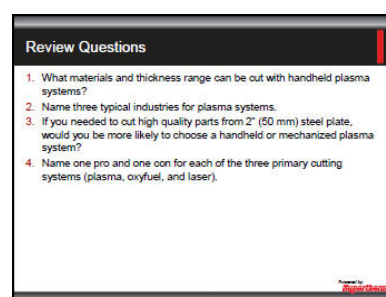 Review Questions
1. What materials and thickness range can be cut with handheld plasma
systems?
2. Name three typical industries for plasma systems.
3. If you needed to cut high quality parts from 2" (50 mm) steel plate,
would you be more likely to choose a handheld or mechanized plasma
system?
4. Name one pro and one con for each of the three primary cutting
systems (plasma, oxyfuel, and laser).
Powered by
Hypertherm